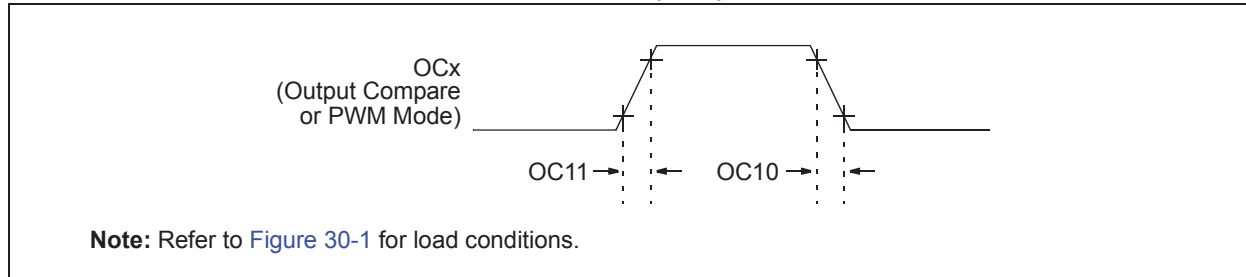 OCx
(Output Compare
or PWM Mode)
OC11 OC10
Note: Refer to Figure 30-1 for load conditions.